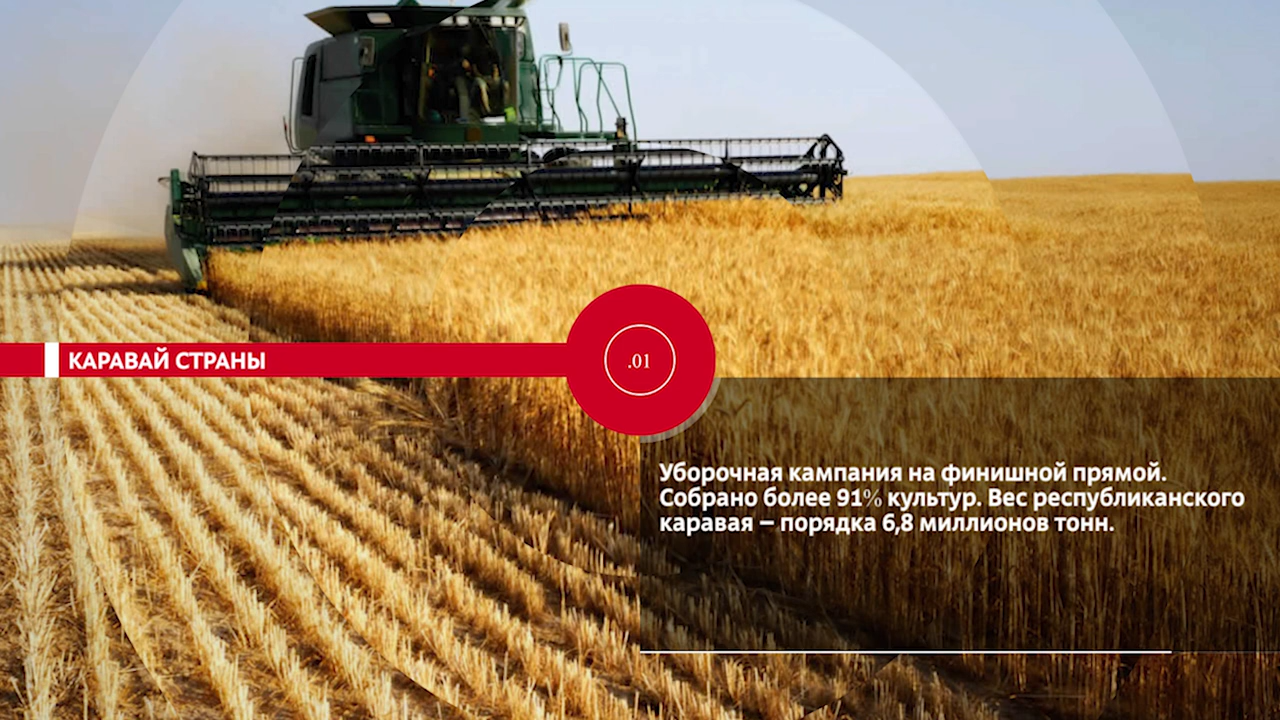 КАРАВАЙ СТРАНЫ
.01
Уборочная кампания на финишной прямой.
Собрано более 91% культур. Вес республиканского
каравая – порядка 6,8 миллионов тонн.